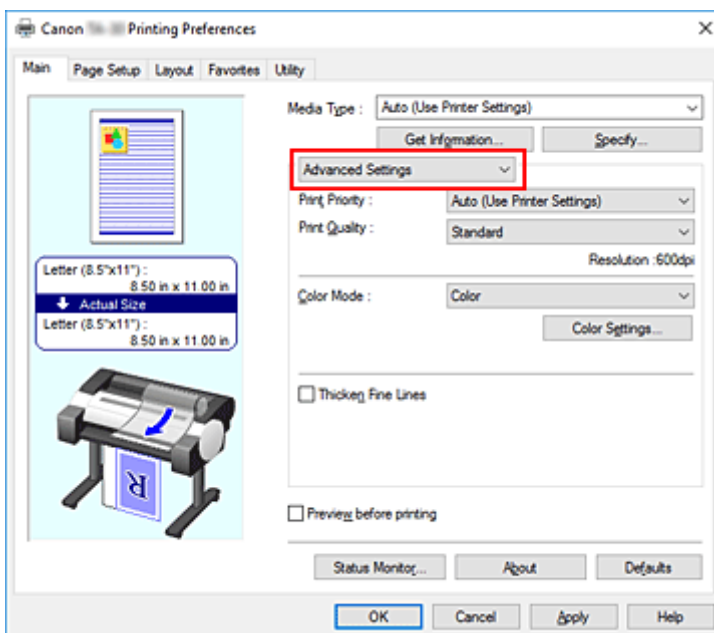 Canon Printing Preferences
Main Page Setup Layout Favorites Utility
Media Type : Auto (Use Printer Settings)
Get Information... Specify...
Advanced Settings
Print Priority : Auto (Use Printer Settings)
Print Quality : Standard
Resolution :600dpi
Color Mode : Color
Color Settings...
Thicken Fine Lines
Letter (8.5"x11") :
8.50 in x 11.00 in
Actual Size
Letter (8.5"x11") :
8.50 in x 11.00 in
R
Preview before printing
Status Monitor... About Defaults
OK Cancel Apply Help